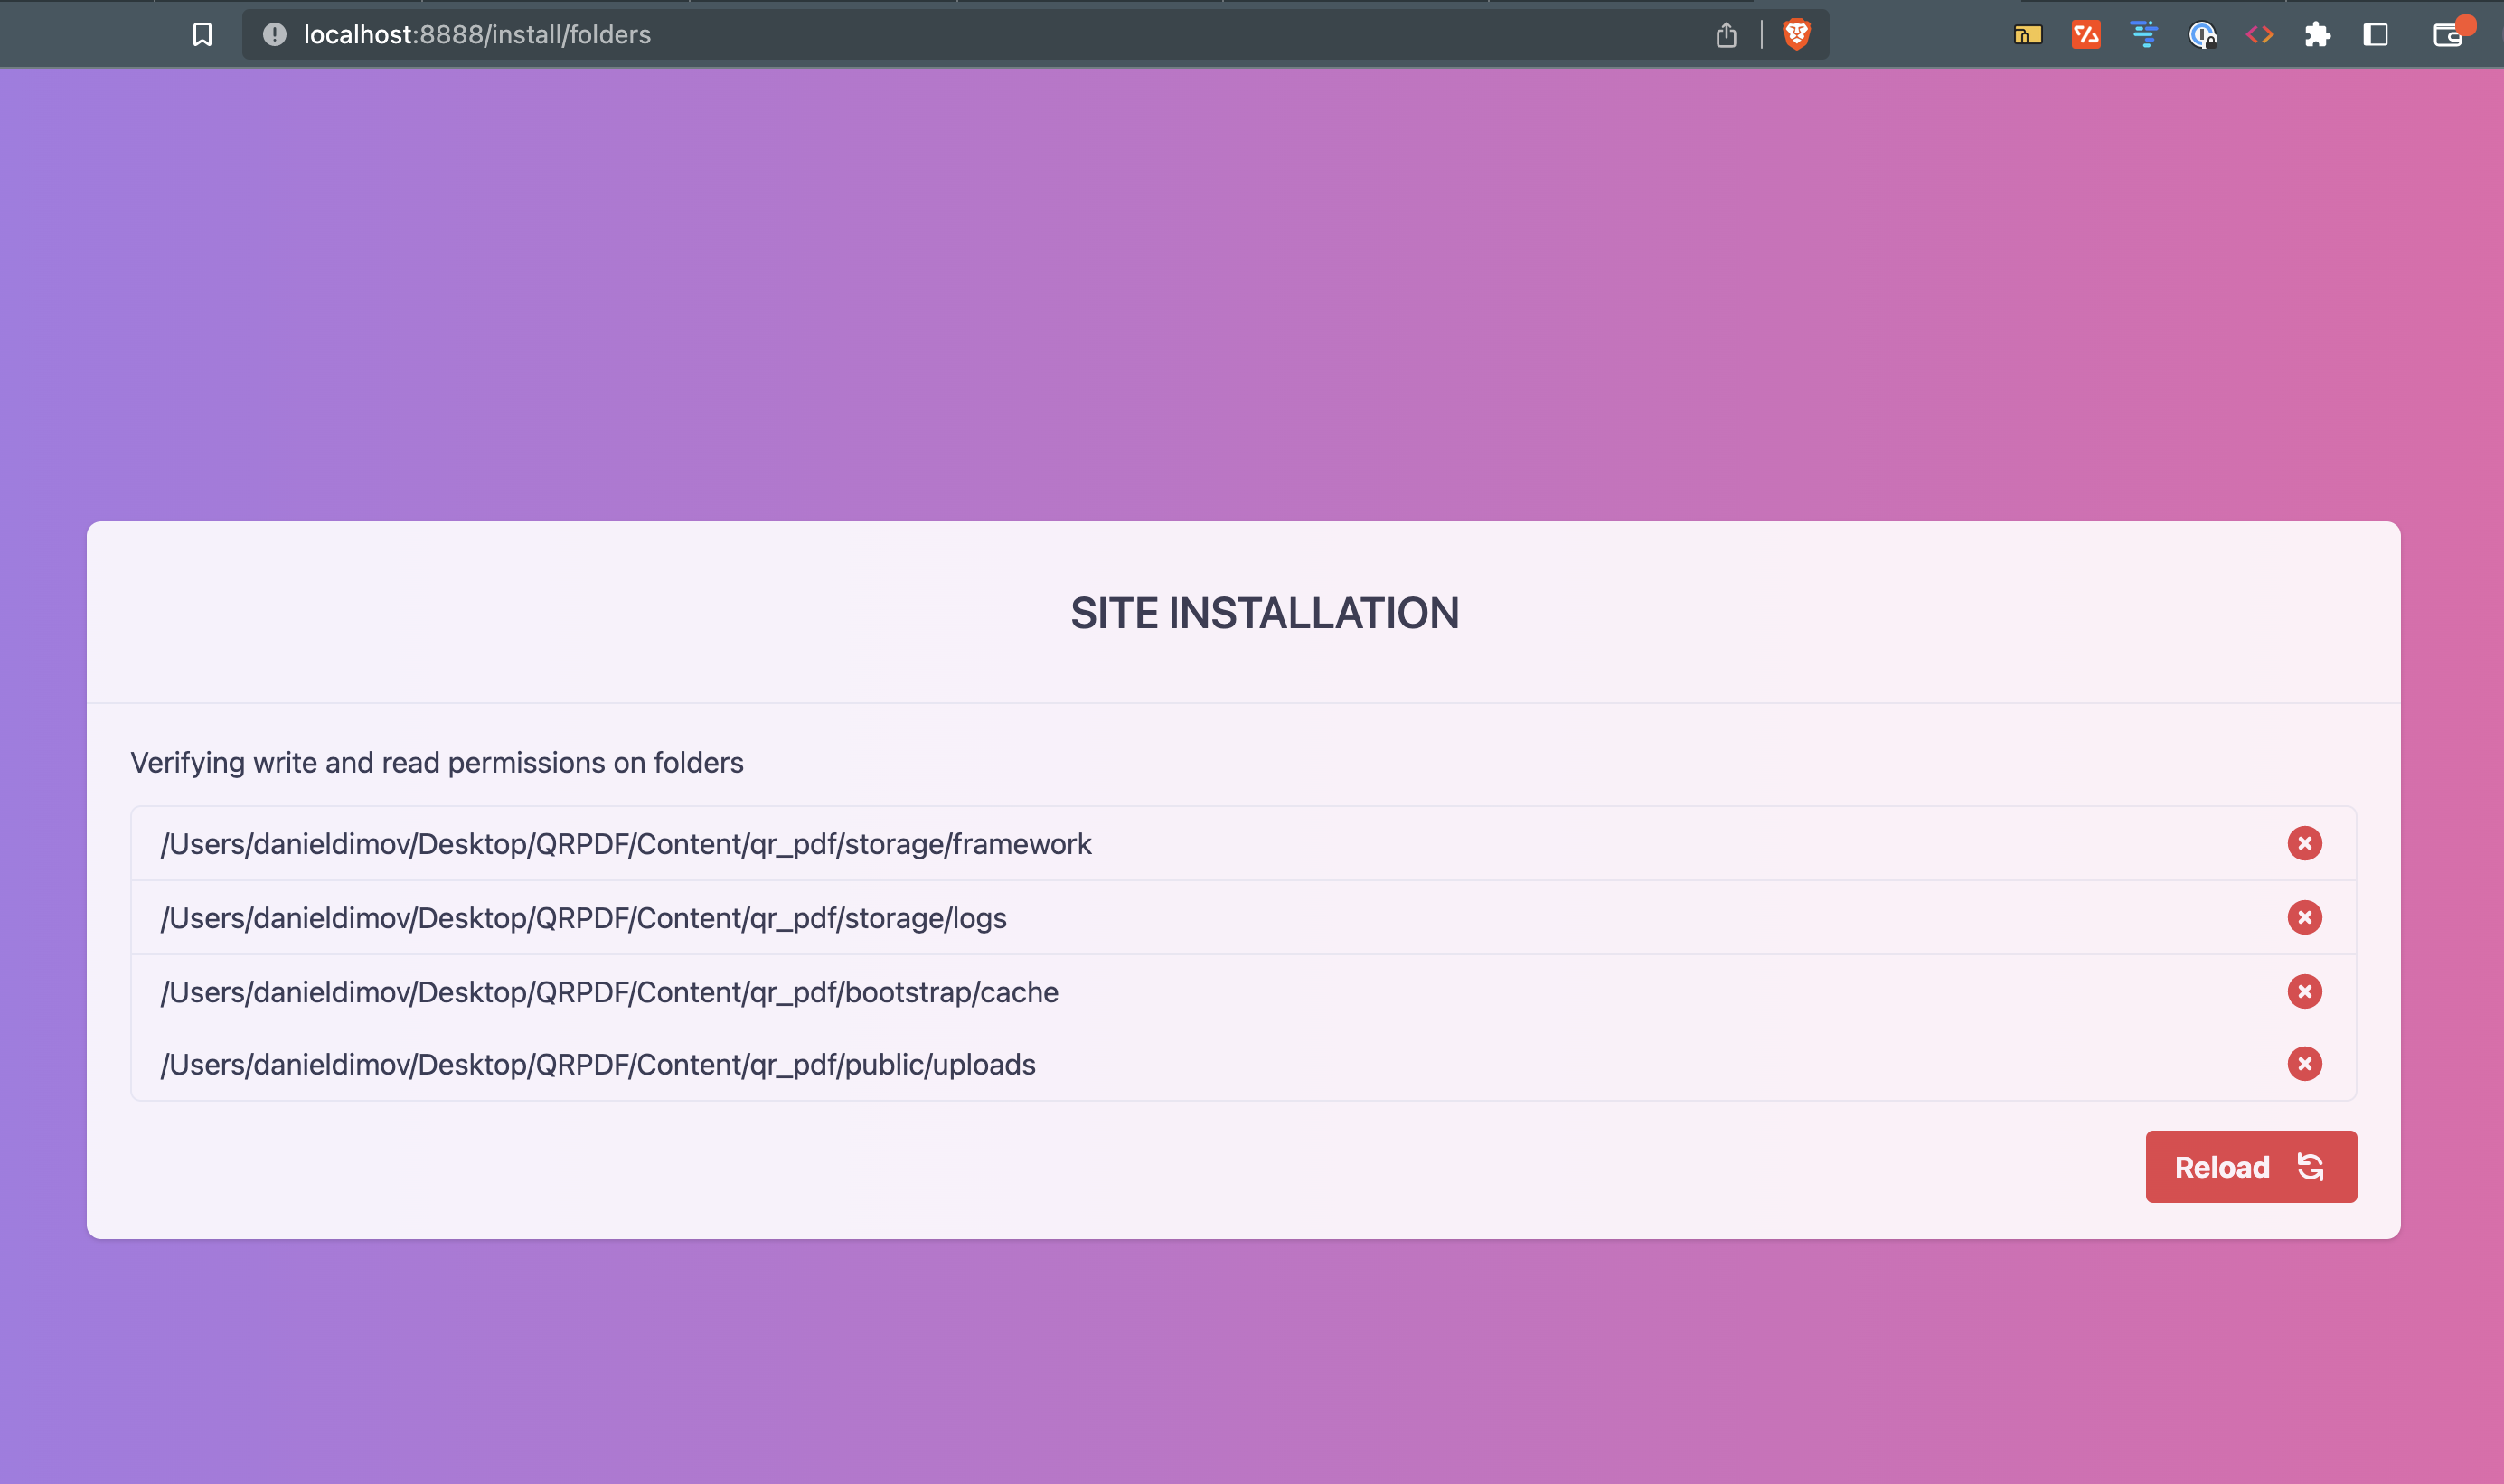 localhost:8888/install/folders
SITE INSTALLATION
Verifying write and read permissions on folders
/Users/danieldimov/Desktop/QRPDF/Content/qr_pdf/storage/framework
/Users/danieldimov/Desktop/QRPDF/Content/qr_pdf/storage/logs
/Users/danieldimov/Desktop/QRPDF/Content/qr_pdf/bootstrap/cache
/Users/danieldimov/Desktop/QRPDF/Content/qr_pdf/public/uploads
Reload